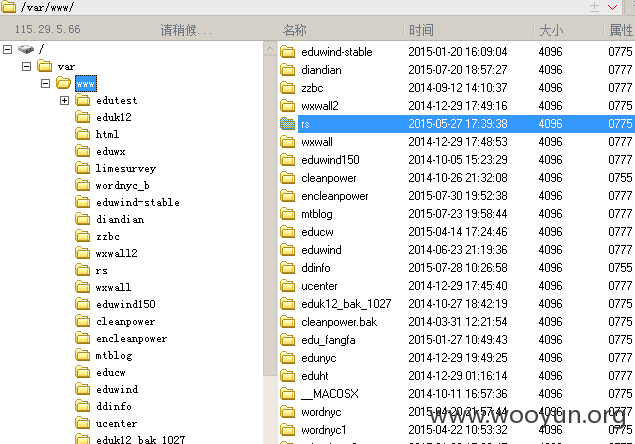 /var/www/
115.29.5.66 请稍候... 名称 时间 大小 属性
/
var
www
edutest
eduk12
html
eduwx
limesurvey
wordnyc_b
eduwind-stable
diandian
zzbc
wxwall2
rs
wxwall
eduwind150
cleanpower
encleanpower
mtblog
educw
eduwind
ddinfo
ucenter
eduk12_bak_1027
eduwind-stable 2015-01-20 16:09:04 4096 0775
diandian 2015-07-20 18:57:27 4096 0777
zzbc 2014-09-12 14:10:37 4096 0777
wxwall2 2014-12-29 17:49:16 4096 0775
rs 2015-05-27 17:39:38 4096 0775
wxwall 2014-12-29 17:48:53 4096 0777
eduwind150 2014-10-05 15:23:29 4096 0777
cleanpower 2014-10-26 21:32:08 4096 0755
encleanpower 2015-07-30 19:52:38 4096 0777
mtblog 2015-07-23 19:58:44 4096 0777
educw 2015-04-14 17:24:46 4096 0777
eduwind 2014-06-23 21:19:36 4096 0777
ddinfo 2015-07-28 10:26:58 4096 0755
ucenter 2014-12-29 17:45:40 4096 0777
eduk12_bak_1027 2014-10-27 18:42:19 4096 0775
cleanpower.bak 2014-03-31 12:21:54 4096 0775
edu_fangfa 2015-01-27 10:49:43 4096 0775
edunyc 2014-12-29 19:49:25 4096 0777
eduht 2014-12-29 01:16:14 4096 0777
__MACOSX 2014-10-11 16:57:36 4096 0777
wordnyc 2015-04-20 21:57:44 4096 0777
wordnyc1 2015-04-22 10:53:32 4096 0775
www.wooyun.org